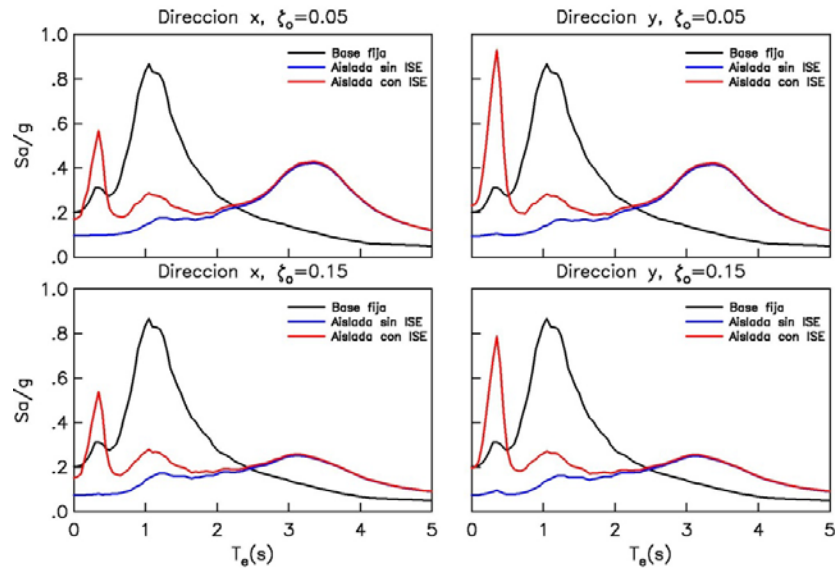 Direccion x, ζo=0.05
Direccion y, ζo=0.05
1.0
.8
.6
.4
.2
.0
Sa/g
Base fija
Aislada sin ISE
Aislada con ISE
Base fija
Aislada sin ISE
Aislada con ISE
Direccion x, ζo=0.15
Direccion y, ζo=0.15
1.0
.8
.6
.4
.2
.0
Sa/g
Base fija
Aislada sin ISE
Aislada con ISE
Base fija
Aislada sin ISE
Aislada con ISE
0 1 2 3 4 5
0 1 2 3 4 5
Te(s)
Te(s)